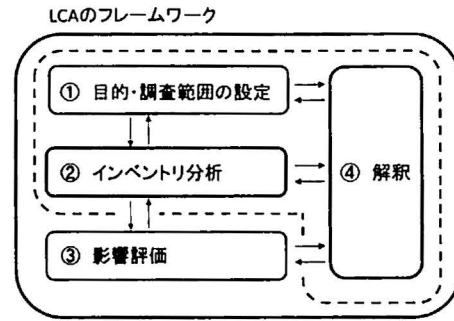 LCAのフレームワーク
① 目的・調査範囲の設定
② インベントリ分析
④ 解釈
③ 影響評価